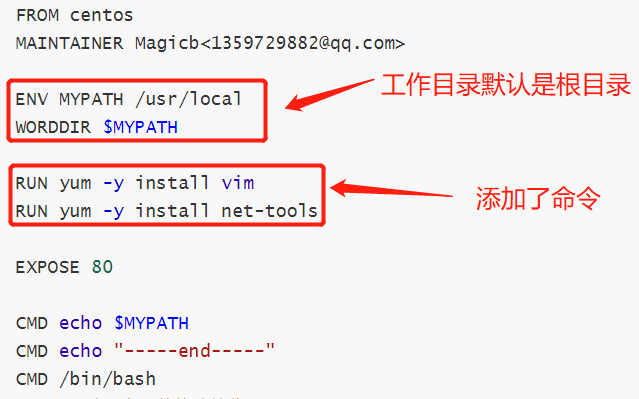 FROM centos
MAINTAINER Magicb<1359729882@qq.com>
ENV MYPATH /usr/local
工作目录默认是根目录
WORDDIR $MYPATH
RUN yum -y install vim
添加了命令
RUN yum -y install net-tools
EXPOSE 80
CMD echo $MYPATH
CMD echo "-----end-----"
CMD /bin/bash